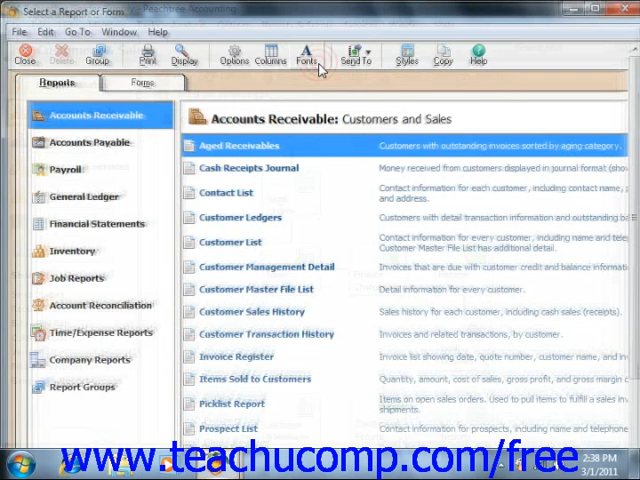 Select a Report or Form
Peachtree Accounting
File Edit Go To Window Help
Close Delete Group Print Display Options Columns Fonts Send To Styles Copy Help
Reports Forms
Accounts Receivable
Accounts Payable
Payroll
General Ledger
Financial Statements
Inventory
Job Reports
Account Reconciliation
Time/Expense Reports
Company Reports
Report Groups
Accounts Receivable: Customers and Sales
Aged Receivables Customers with outstanding invoices sorted by aging category.
Cash Receipts Journal Money received from customers displayed in journal format (show
Contact List Contact information for each customer, including contact name,
and address.
Customer Ledgers Customers with detail transaction information and outstanding ba
Customer List Contact information for every customer, including name and telep
Customer Master File List has additional detail.
Customer Management Detail Invoices that are due with customer credit and balance informatio
Customer Master File List Detail information for every customer.
Customer Sales History Sales history for each customer, including cash sales (receipts).
Customer Transaction History Invoices and related transactions, by customer.
Invoice Register Invoice list showing date, quote number, customer name, and in
Items Sold to Customers Quantity, amount, cost of sales, gross profit, and gross margin
Picklist Report Items on open sales orders. Used to pull items to fulfill a sales inv
shipments.
Prospect List Contact information for prospects, including name and telephone
www.teachucomp.com/free
2:38 PM
3/1/2011